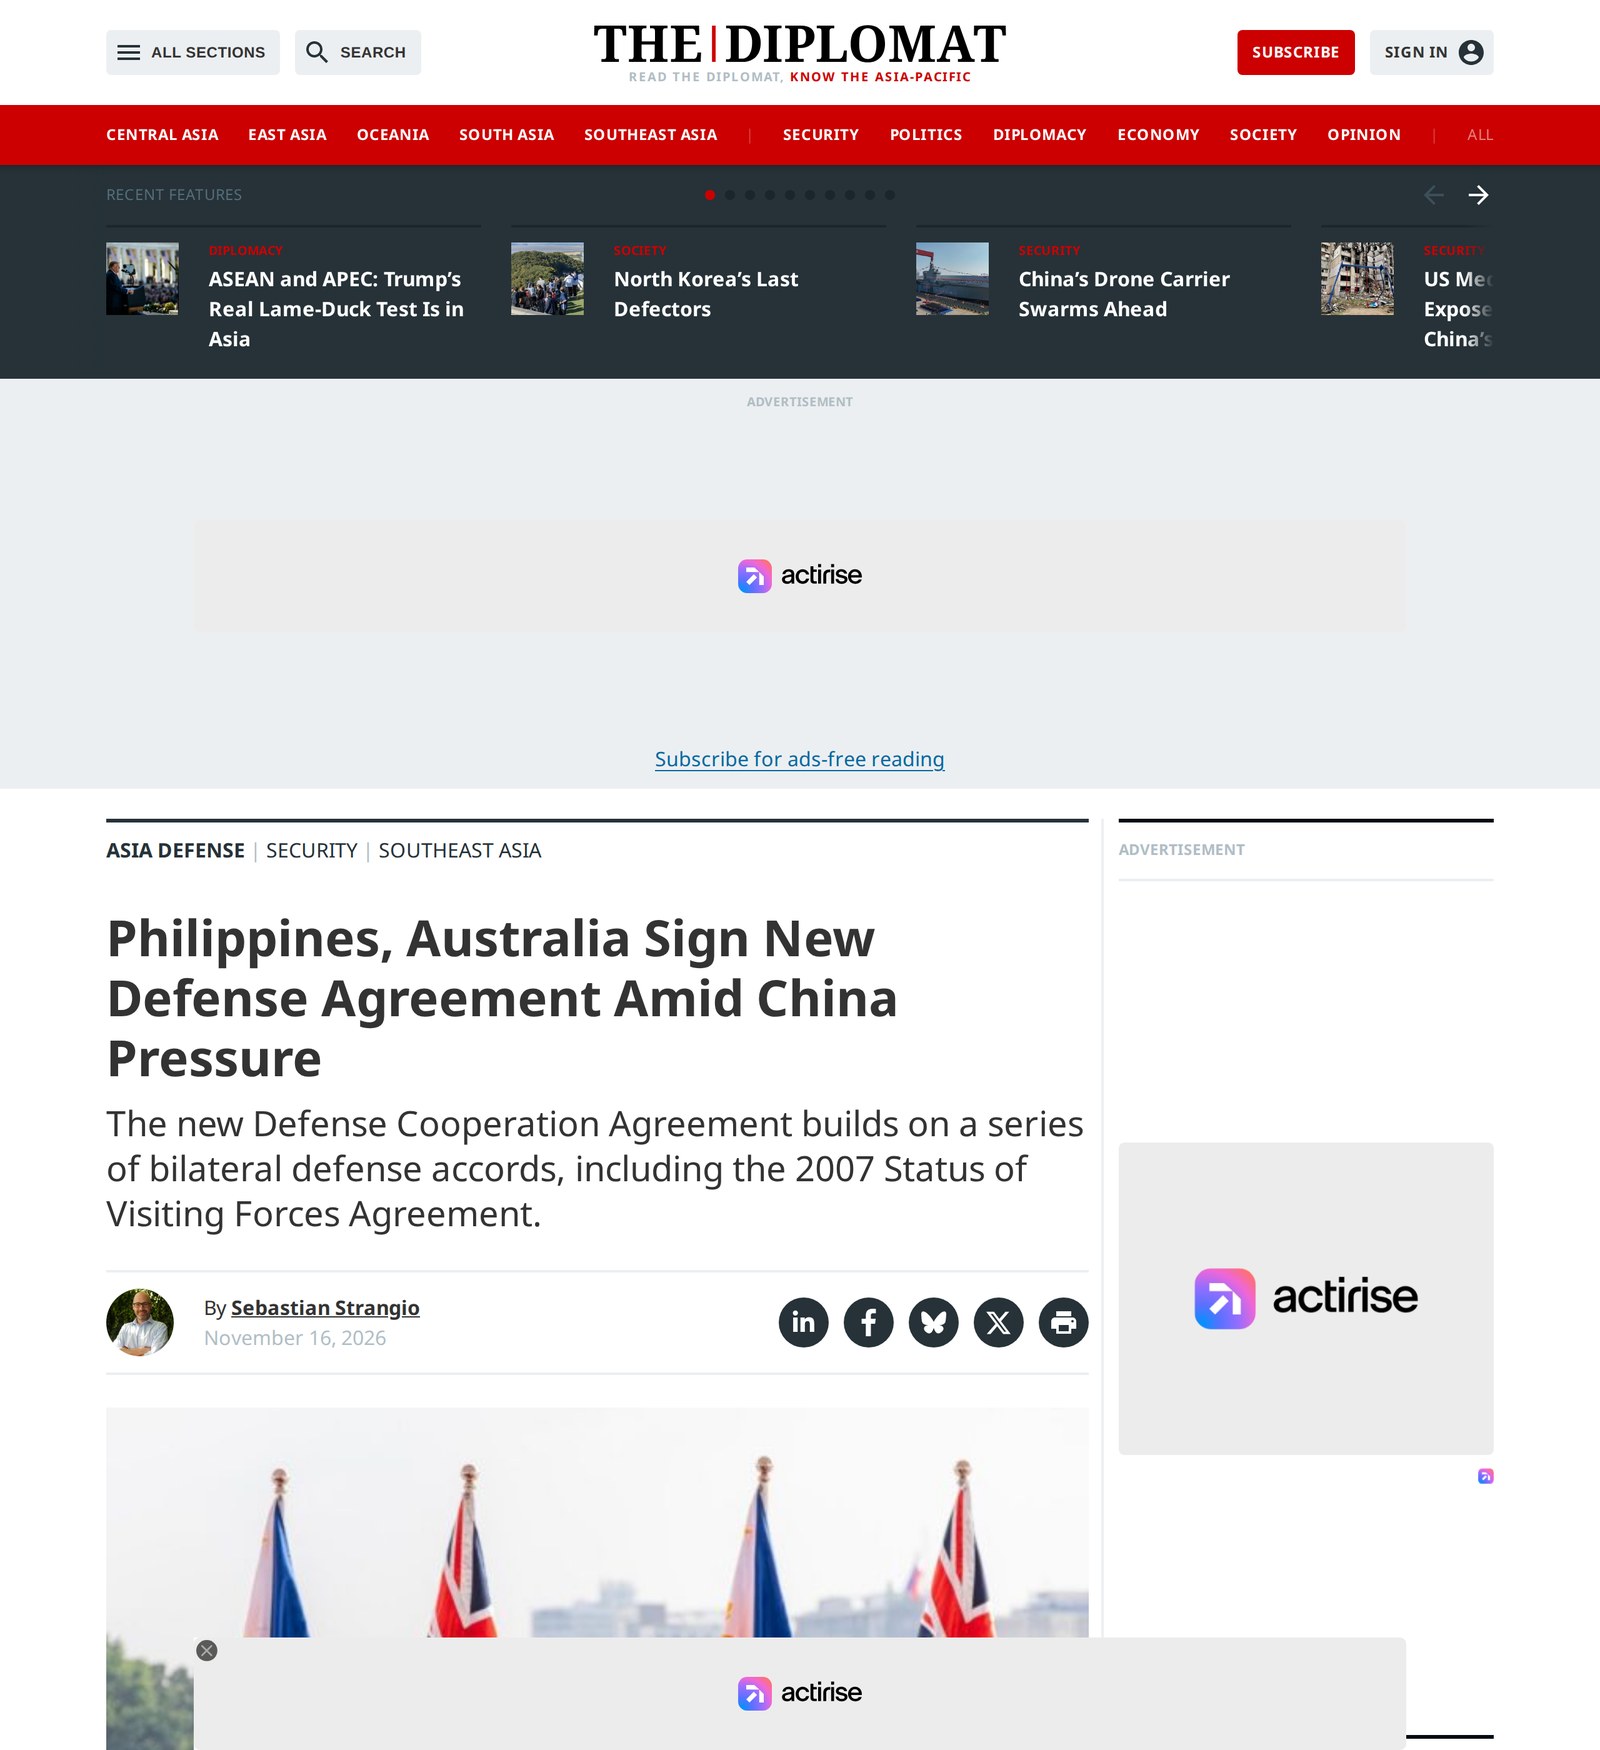 ALL SECTIONS
SEARCH
THE|DIPLOMAT
READ THE DIPLOMAT, KNOW THE ASIA-PACIFIC
SUBSCRIBE
SIGN IN
CENTRAL ASIA EAST ASIA OCEANIA SOUTH ASIA SOUTHEAST ASIA | SECURITY POLITICS DIPLOMACY ECONOMY SOCIETY OPINION | ALL
RECENT FEATURES
DIPLOMACY
ASEAN and APEC: Trump’s
Real Lame-Duck Test Is in
Asia
SOCIETY
North Korea’s Last
Defectors
SECURITY
China’s Drone Carrier
Swarms Ahead
SECURITY
US Med
Expose
China’s
ADVERTISEMENT
actirise
Subscribe for ads-free reading
ASIA DEFENSE | SECURITY | SOUTHEAST ASIA
Philippines, Australia Sign New
Defense Agreement Amid China
Pressure
The new Defense Cooperation Agreement builds on a series
of bilateral defense accords, including the 2007 Status of
Visiting Forces Agreement.
By Sebastian Strangio
November 16, 2026
ADVERTISEMENT
actirise
actirise